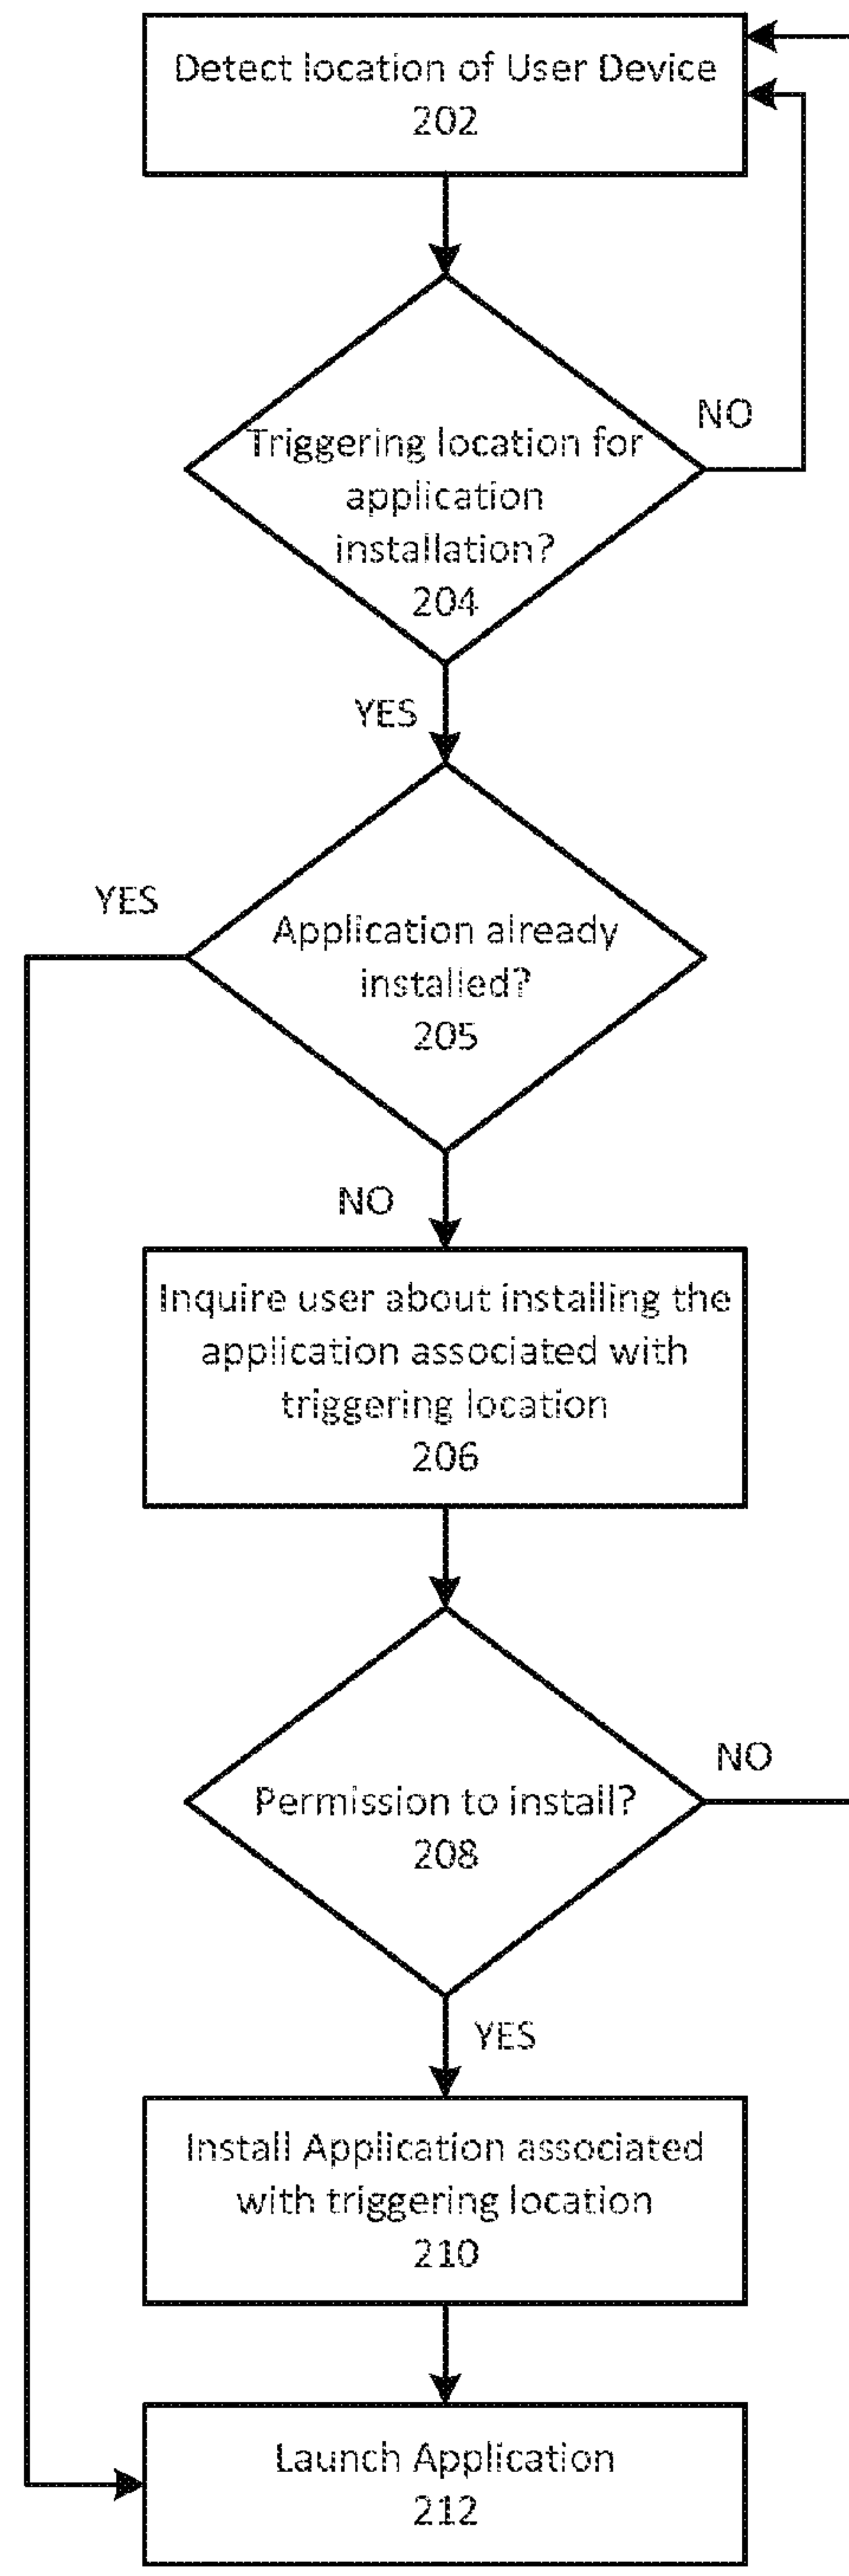 Detect location of User Device
202
NO
Triggering location for
application
installation?
204
YES
YES
Application already
installed?
205
NO
Inquire user about installing the
application associated with
triggering location
206
NO
Permission to install?
208
YES
Install Application associated
with triggering location
210
Launch Application
212